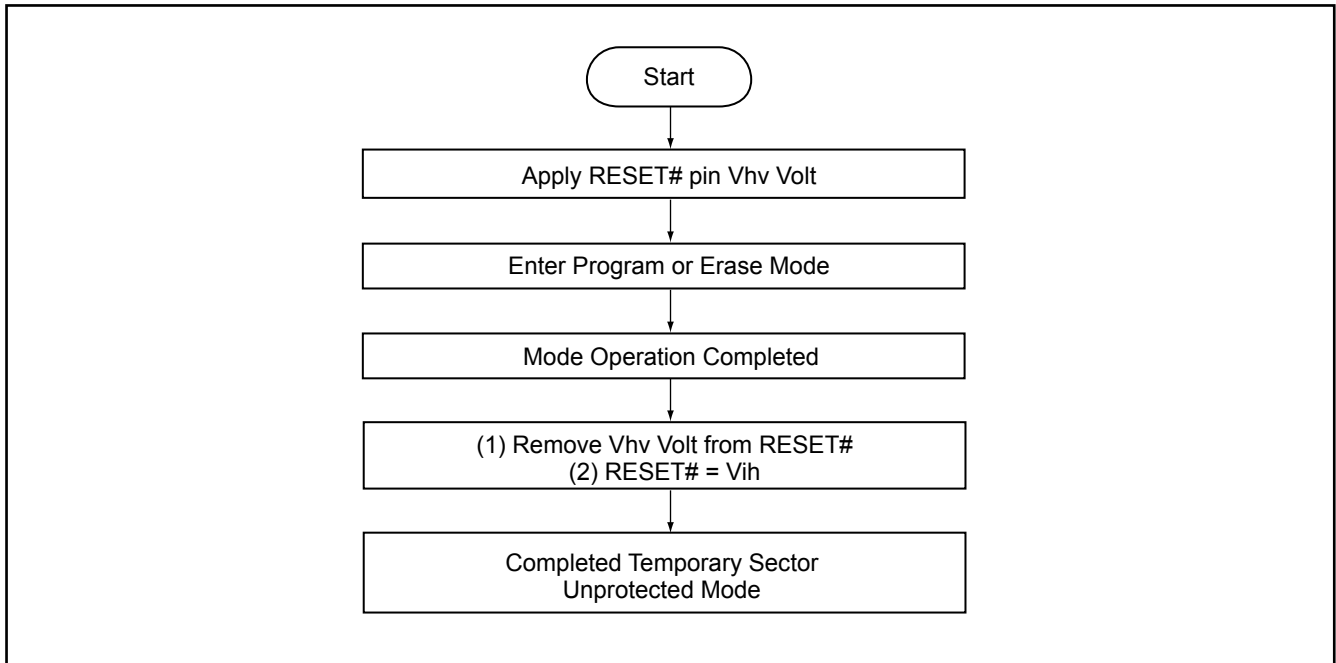 Start
Apply RESET# pin Vhv Volt
Enter Program or Erase Mode
Mode Operation Completed
(1) Remove Vhv Volt from RESET#
(2) RESET# = Vih
Completed Temporary Sector
Unprotected Mode